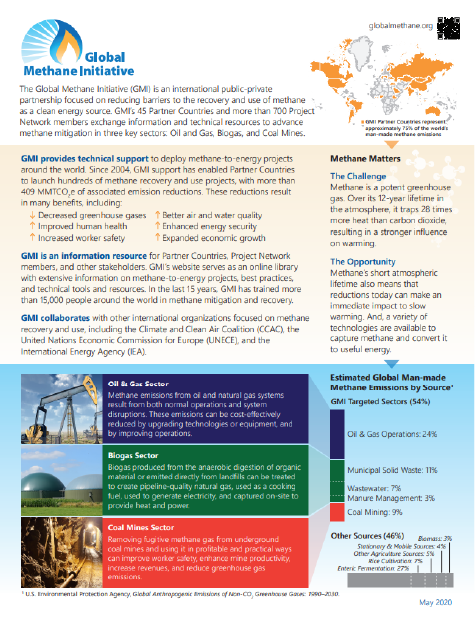 globalmethane.org
Global
Methane Initiative
The Global Methane Initiative (GMI) is an international public-private
partnership focused on reducing barriers to the recovery and use of methane
as a clean energy source. GMI's 45 Partner Countries and more than 700 Project
Network members exchange information and technical resources to advance
methane mitigation in three key sectors: Oil and Gas, Biogas, and Coal Mines.
GMI Partner Countries represent
approximately 75% of the world's
man-made methane emissions
GMI provides technical support to deploy methane-to-energy projects
around the world. Since 2004, GMI support has enabled Partner Countries
to launch hundreds of methane recovery and use projects, with more than
409 MMTCO₂e of associated emission reductions. These reductions result
in many benefits, including:
↓ Decreased greenhouse gases ↑ Better air and water quality
↑ Improved human health ↑ Enhanced energy security
↑ Increased worker safety ↑ Expanded economic growth
GMI is an information resource for Partner Countries, Project Network
members, and other stakeholders. GMI's website serves as an online library
with extensive information on methane-to-energy projects, best practices,
and technical tools and resources. In the last 15 years, GMI has trained more
than 15,000 people around the world in methane mitigation and recovery.
GMI collaborates with other international organizations focused on methane
recovery and use, including the Climate and Clean Air Coalition (CCAC), the
United Nations Economic Commission for Europe (UNECE), and the
International Energy Agency (IEA).
Methane Matters
The Challenge
Methane is a potent greenhouse
gas. Over its 12-year lifetime in
the atmosphere, it traps 28 times
more heat than carbon dioxide,
resulting in a stronger influence
on warming.
The Opportunity
Methane's short atmospheric
lifetime also means that
reductions today can make an
immediate impact to slow
warming. And, a variety of
technologies are available to
capture methane and convert it
to useful energy.
Oil & Gas Sector
Methane emissions from oil and natural gas systems
result from both normal operations and system
disruptions. These emissions can be cost-effectively
reduced by upgrading technologies or equipment, and
by improving operations.
Biogas Sector
Biogas produced from the anaerobic digestion of organic
material or emitted directly from landfills can be treated
to create pipeline-quality natural gas, used as a cooking
fuel, used to generate electricity, and captured on-site to
provide heat and power.
Coal Mines Sector
Removing fugitive methane gas from underground
coal mines and using it in profitable and practical ways
can improve worker safety, enhance mine productivity,
increase revenues, and reduce greenhouse gas
emissions.
Estimated Global Man-made
Methane Emissions by Source¹
GMI Targeted Sectors (54%)
Oil & Gas Operations: 24%
Municipal Solid Waste: 11%
Wastewater: 7%
Manure Management: 3%
Coal Mining: 9%
Other Sources (46%)
Biomass: 3%
Stationary & Mobile Sources: 4%
Other Agriculture Sources: 5%
Rice Cultivation: 7%
Enteric Fermentation: 27%
¹ U.S. Environmental Protection Agency, Global Anthropogenic Emissions of Non-CO₂ Greenhouse Gases: 1990–2030.
May 2020